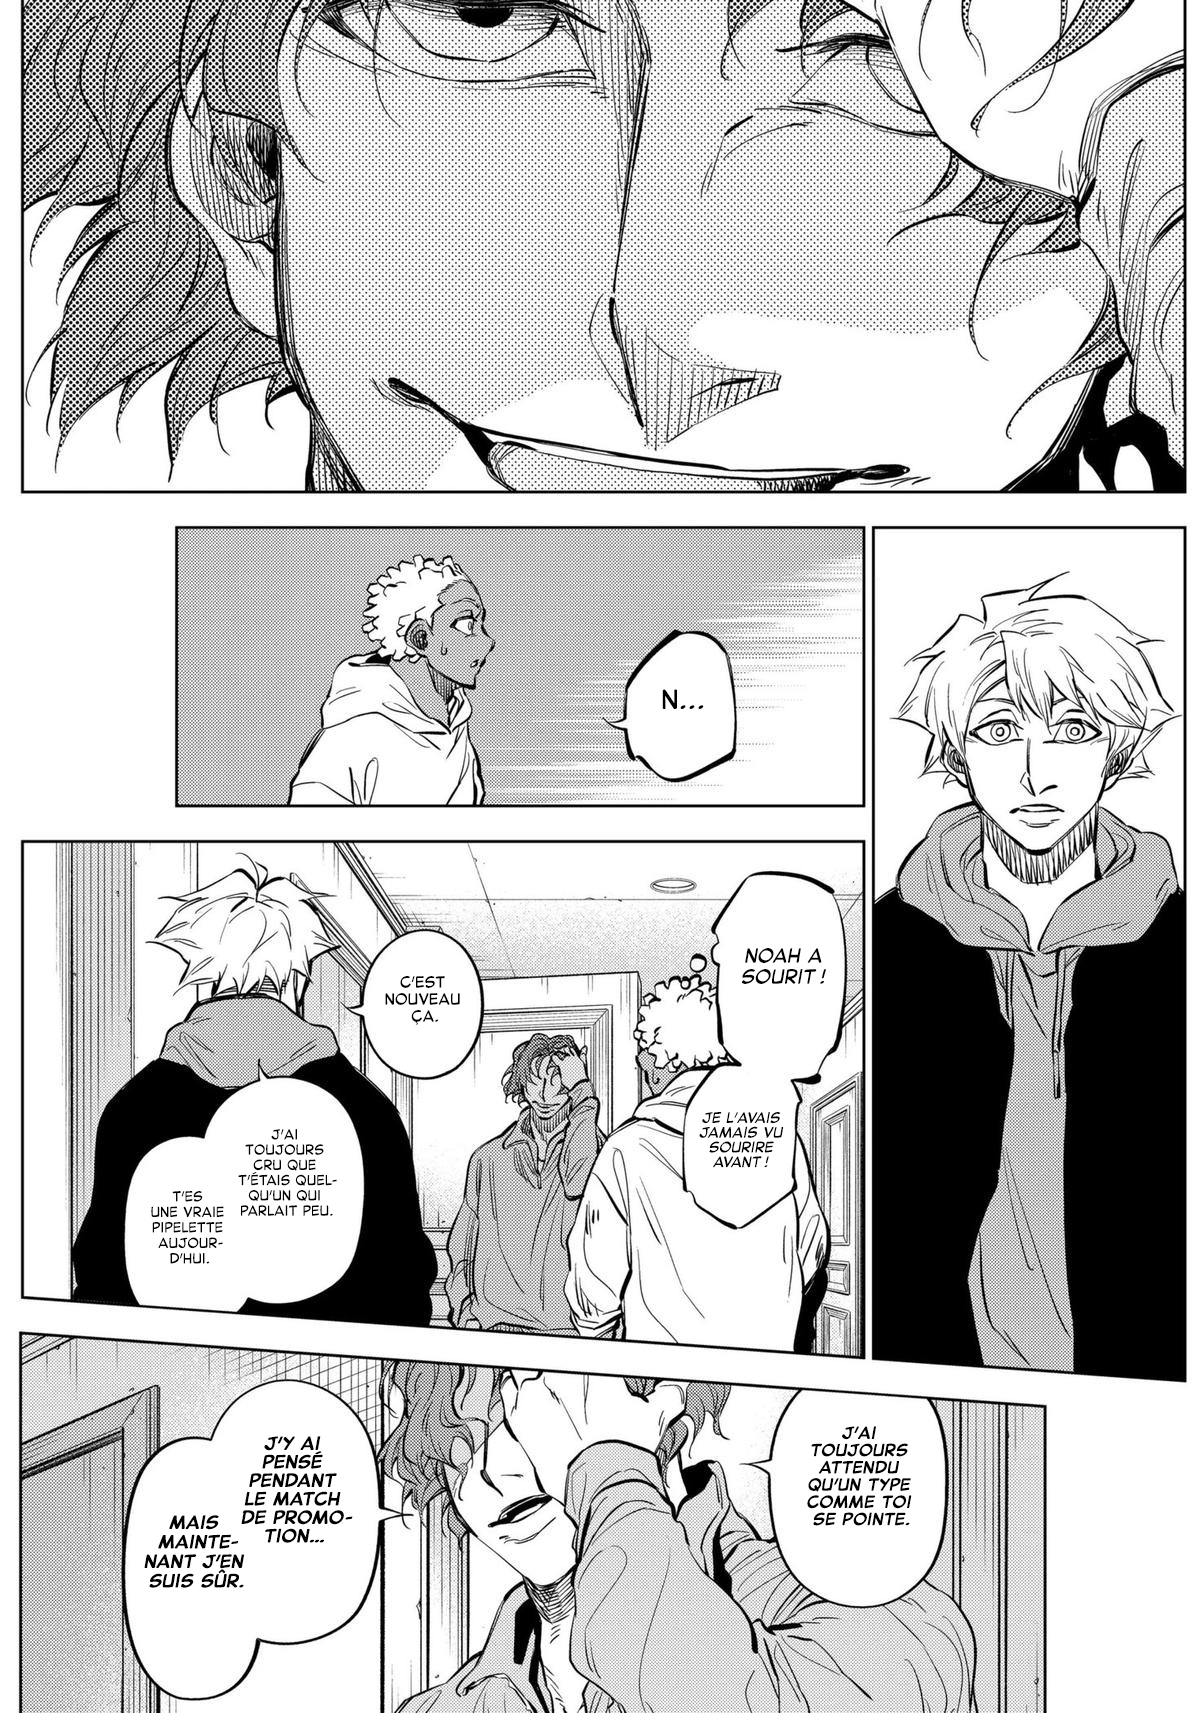 N...
NOAH A
SOURIT !
JE L'AVAIS
JAMAIS VU
SOURIRE
AVANT !
C'EST
NOUVEAU
ÇA.
J'AI
TOUJOURS
CRU QUE
T'ÉTAIS QUEL-
QU'UN QUI
PARLAIT PEU.
T'ES
UNE VRAIE
PIPELETTE
AUJOUR-
D'HUI.
J'AI
TOUJOURS
ATTENDU
QU'UN TYPE
COMME TOI
SE POINTE.
J'Y AI
PENSÉ
PENDANT
LE MATCH
DE PROMO-
TION...
MAIS
MAINTE-
NANT J'EN
SUIS SÛR.